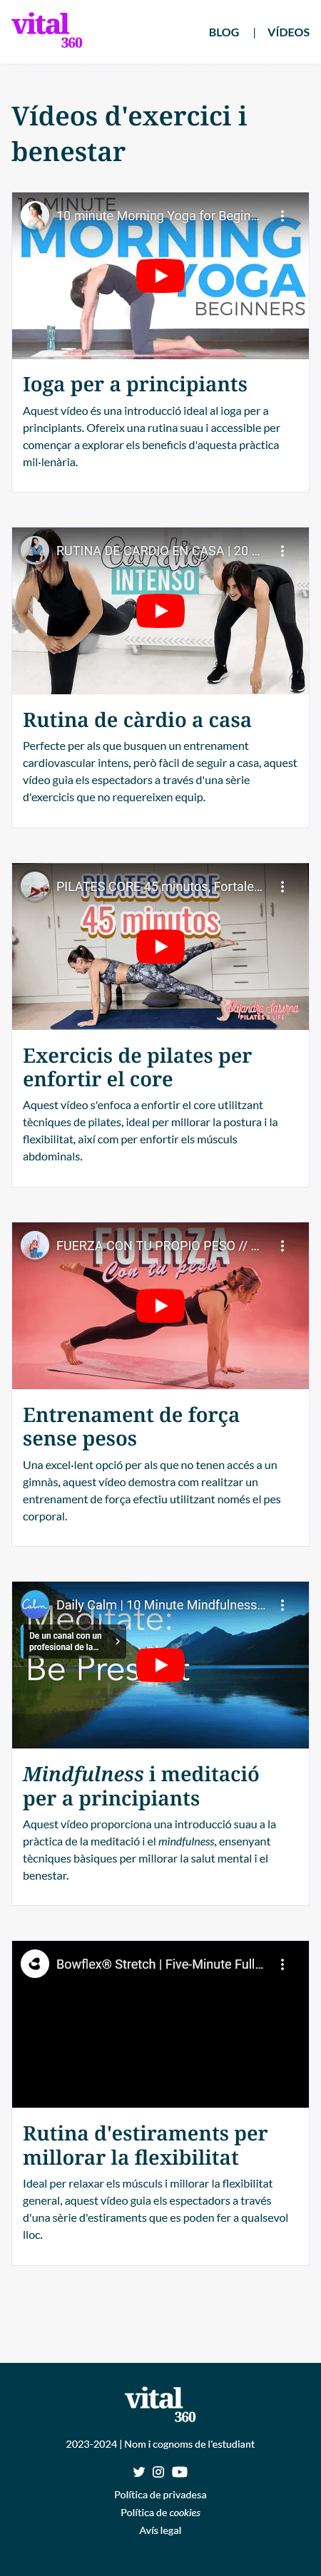 vital
360
BLOG | VÍDEOS
Vídeos d'exercici i
benestar
10 MINUTE
10 minute Morning Yoga for Begin...
MORNING
YOGA
BEGINNERS
Ioga per a principiants
Aquest vídeo és una introducció ideal al ioga per a
principiants. Ofereix una rutina suau i accessible per
començar a explorar els beneficis d'aquesta pràctica
mil·lenària.
RUTINA DE CARDIO EN CASA | 20 ...
INTENSO
Rutina de càrdio a casa
Perfecte per als que busquen un entrenament
cardiovascular intens, però fàcil de seguir a casa, aquest
vídeo guia els espectadors a través d'una sèrie
d'exercicis que no requereixen equip.
PILATES CORE 45 minutos. Fortale...
PILATES CORE
45 minutos
PILATES & LIFE
Exercicis de pilates per
enfortir el core
Aquest vídeo s'enfoca a enfortir el core utilitzant
tècniques de pilates, ideal per millorar la postura i la
flexibilitat, així com per enfortir els músculs
abdominals.
FUERZA
FUERZA CON TU PROPIO PESO // ...
Con tu peso
Entrenament de força
sense pesos
Una excel·lent opció per als que no tenen accés a un
gimnàs, aquest vídeo demostra com realitzar un
entrenament de força efectiu utilitzant només el pes
corporal.
Calm
Daily Calm | 10 Minute Mindfulness...
Meditate:
De un canal con un
profesional de la...
Be Present
Mindfulness i meditació
per a principants
Aquest vídeo proporciona una introducció suau a la
pràctica de la meditació i el mindfulness, ensenyant
tècniques bàsiques per millorar la salut mental i el
benestar.
Bowflex® Stretch | Five-Minute Full...
Rutina d'estiraments per
millorar la flexibilitat
Ideal per relaxar els músculs i millorar la flexibilitat
general, aquest vídeo guia els espectadors a través
d'una sèrie d'estiraments que es poden fer a qualsevol
lloc.
vital
360
2023-2024 | Nom i cognoms de l'estudiant
Política de privadesa
Política de cookies
Avís legal